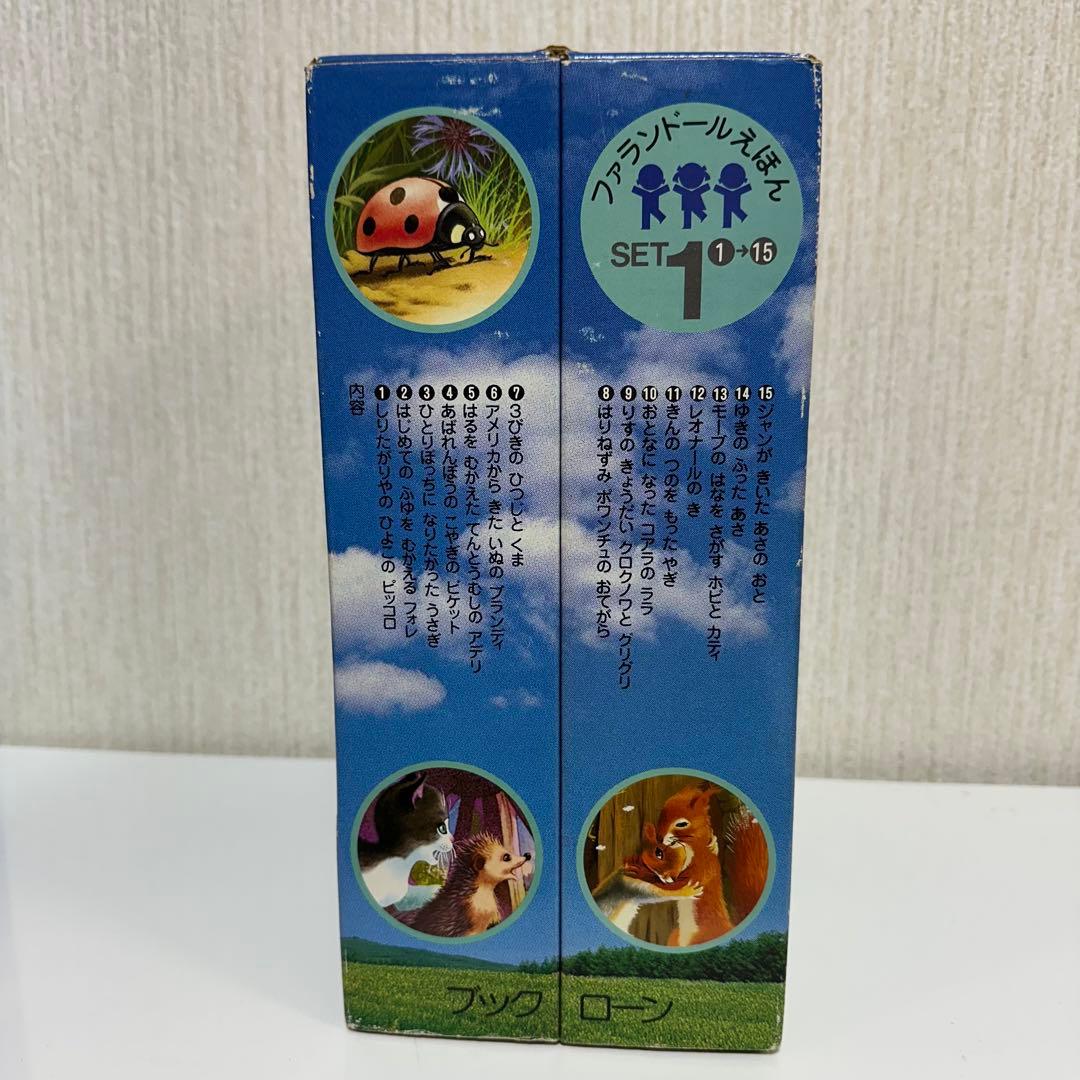 ファランドールえほん
SET 1 ❶→⓯
⓯ジャンが きいた あさの おと
⓮ゆきの ふった あさ
⓭モーブの はなを さがす ホビと カティ
⓬レオナールの き
⓫きんの つのを もった やぎ
❿おとなに なった コアラの ララ
❾りすの きょうだい クロクノワと グリグリ
❽はりねずみ ポワンチュの おてがら
❼3びきの ひつじと くま
❻アメリカから きた いぬの ブランディ
❺はるを むかえた てんとうむしの アデリ
❹あばれんぼうの こやぎの ピケット
❸ひとりぼっちに なりたかった うさぎ
❷はじめての ふゆを むかえる フォレ
❶しりたがりやの ひよこの ピッコロ
内容
ブック ローン